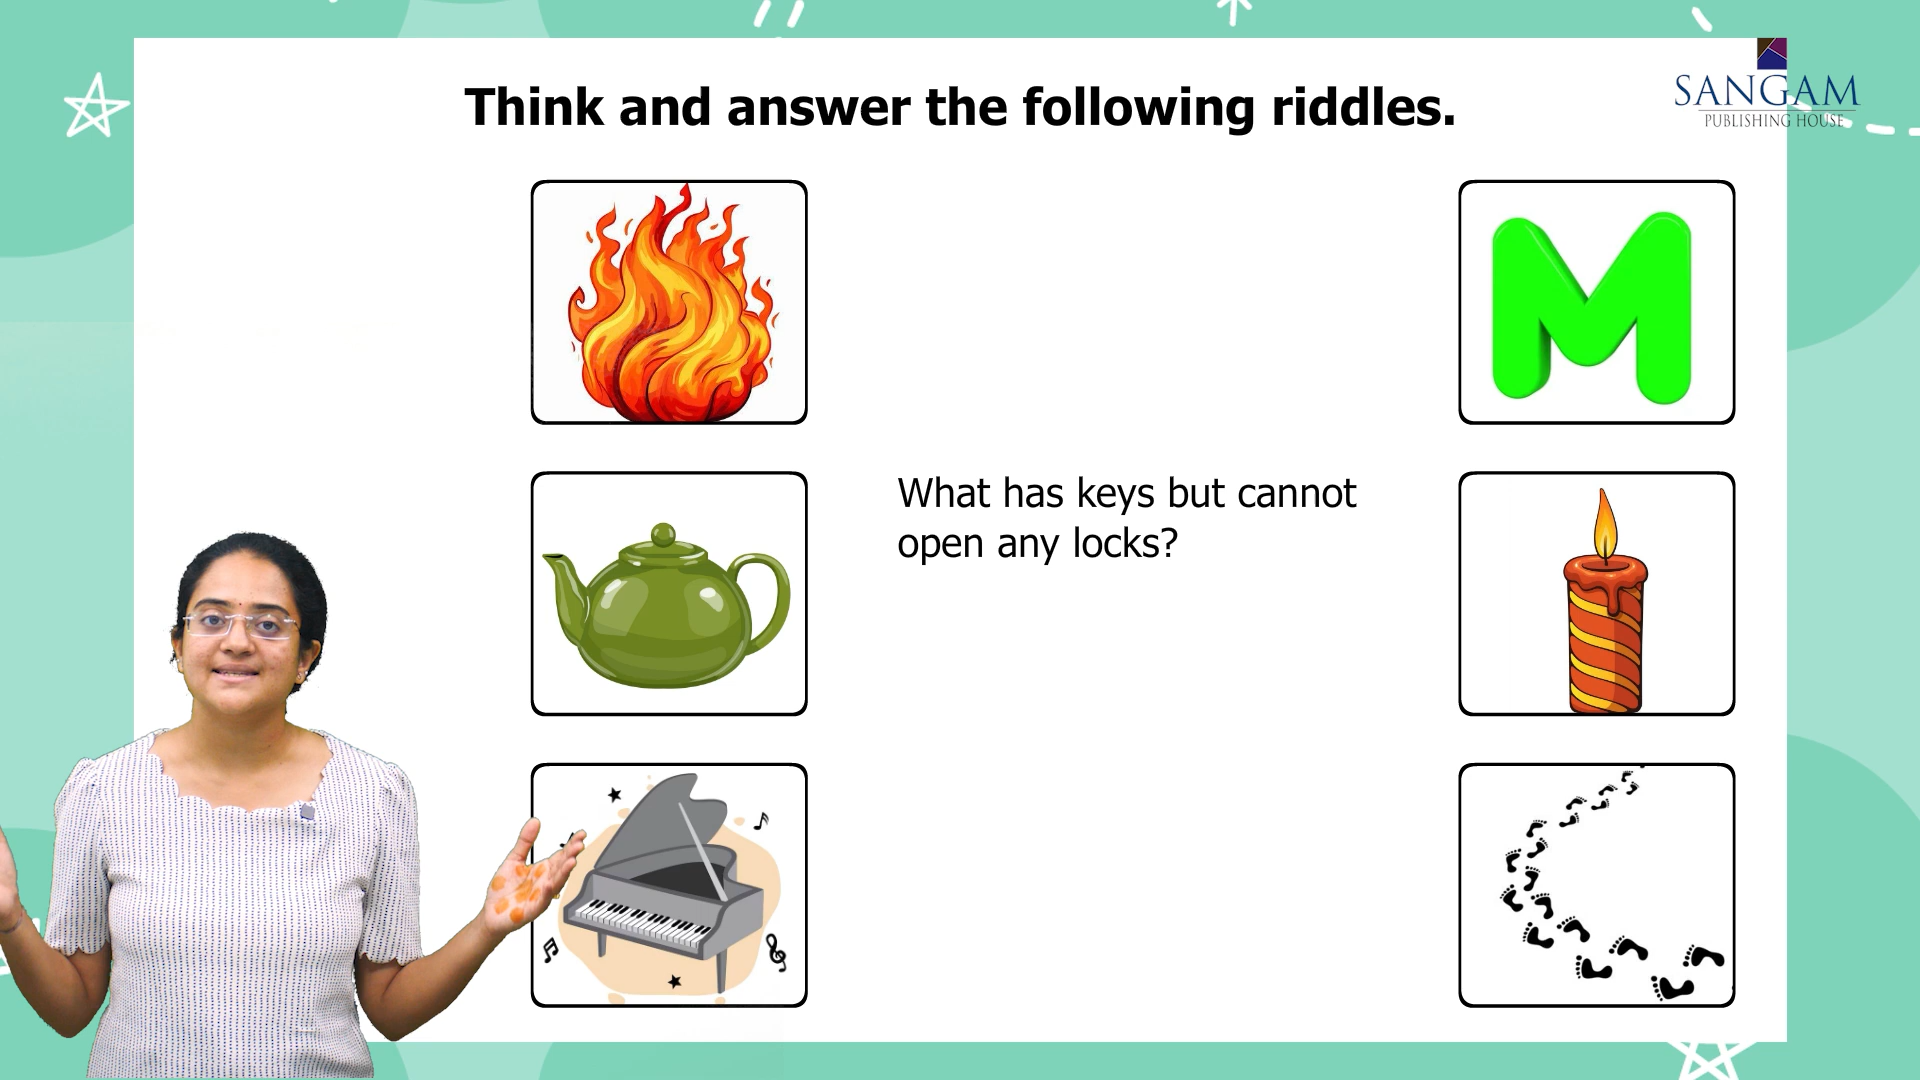 Think and answer the following riddles.
SANGAM
PUBLISHING HOUSE
M
What has keys but cannot
open any locks?